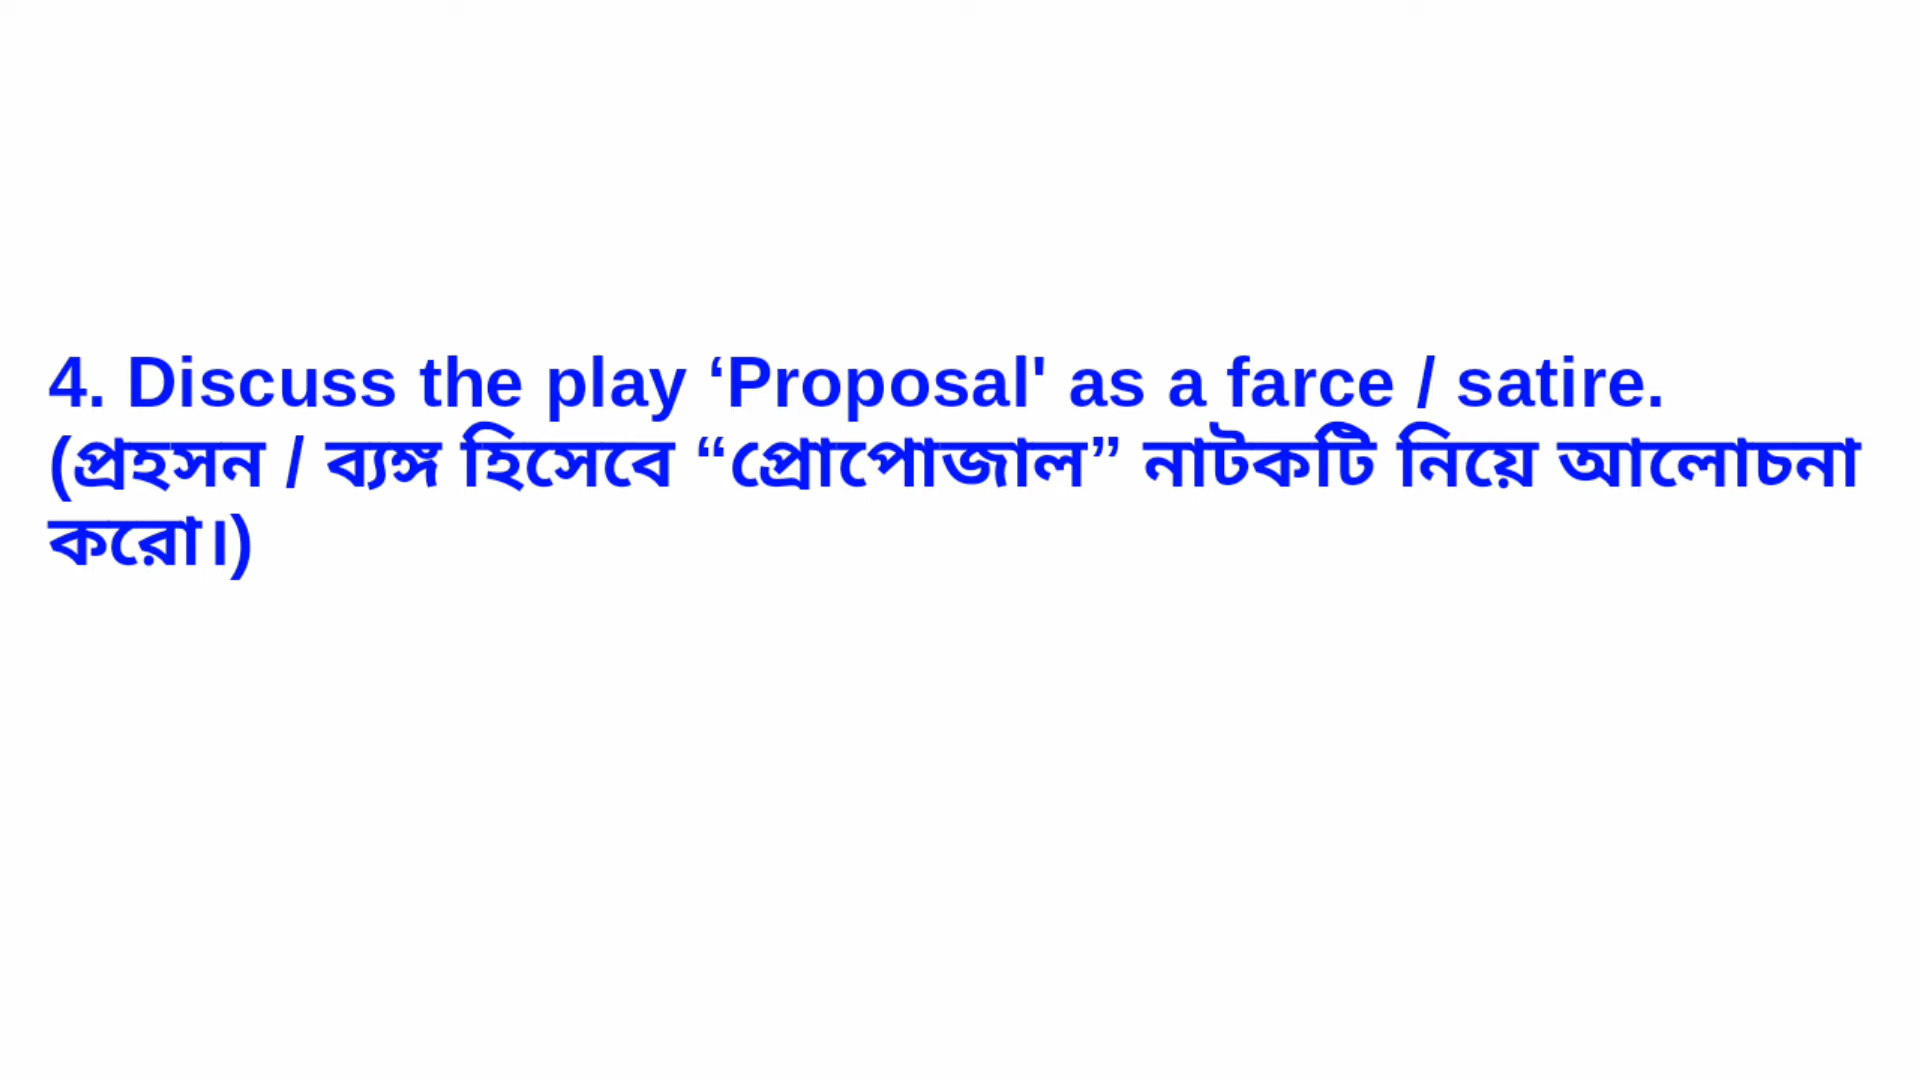 4. Discuss the play ‘Proposal' as a farce / satire.
(প্রহসন / ব্যঙ্গ হিসেবে “প্রোপোজাল” নাটকটি নিয়ে আলোচনা
করো।)